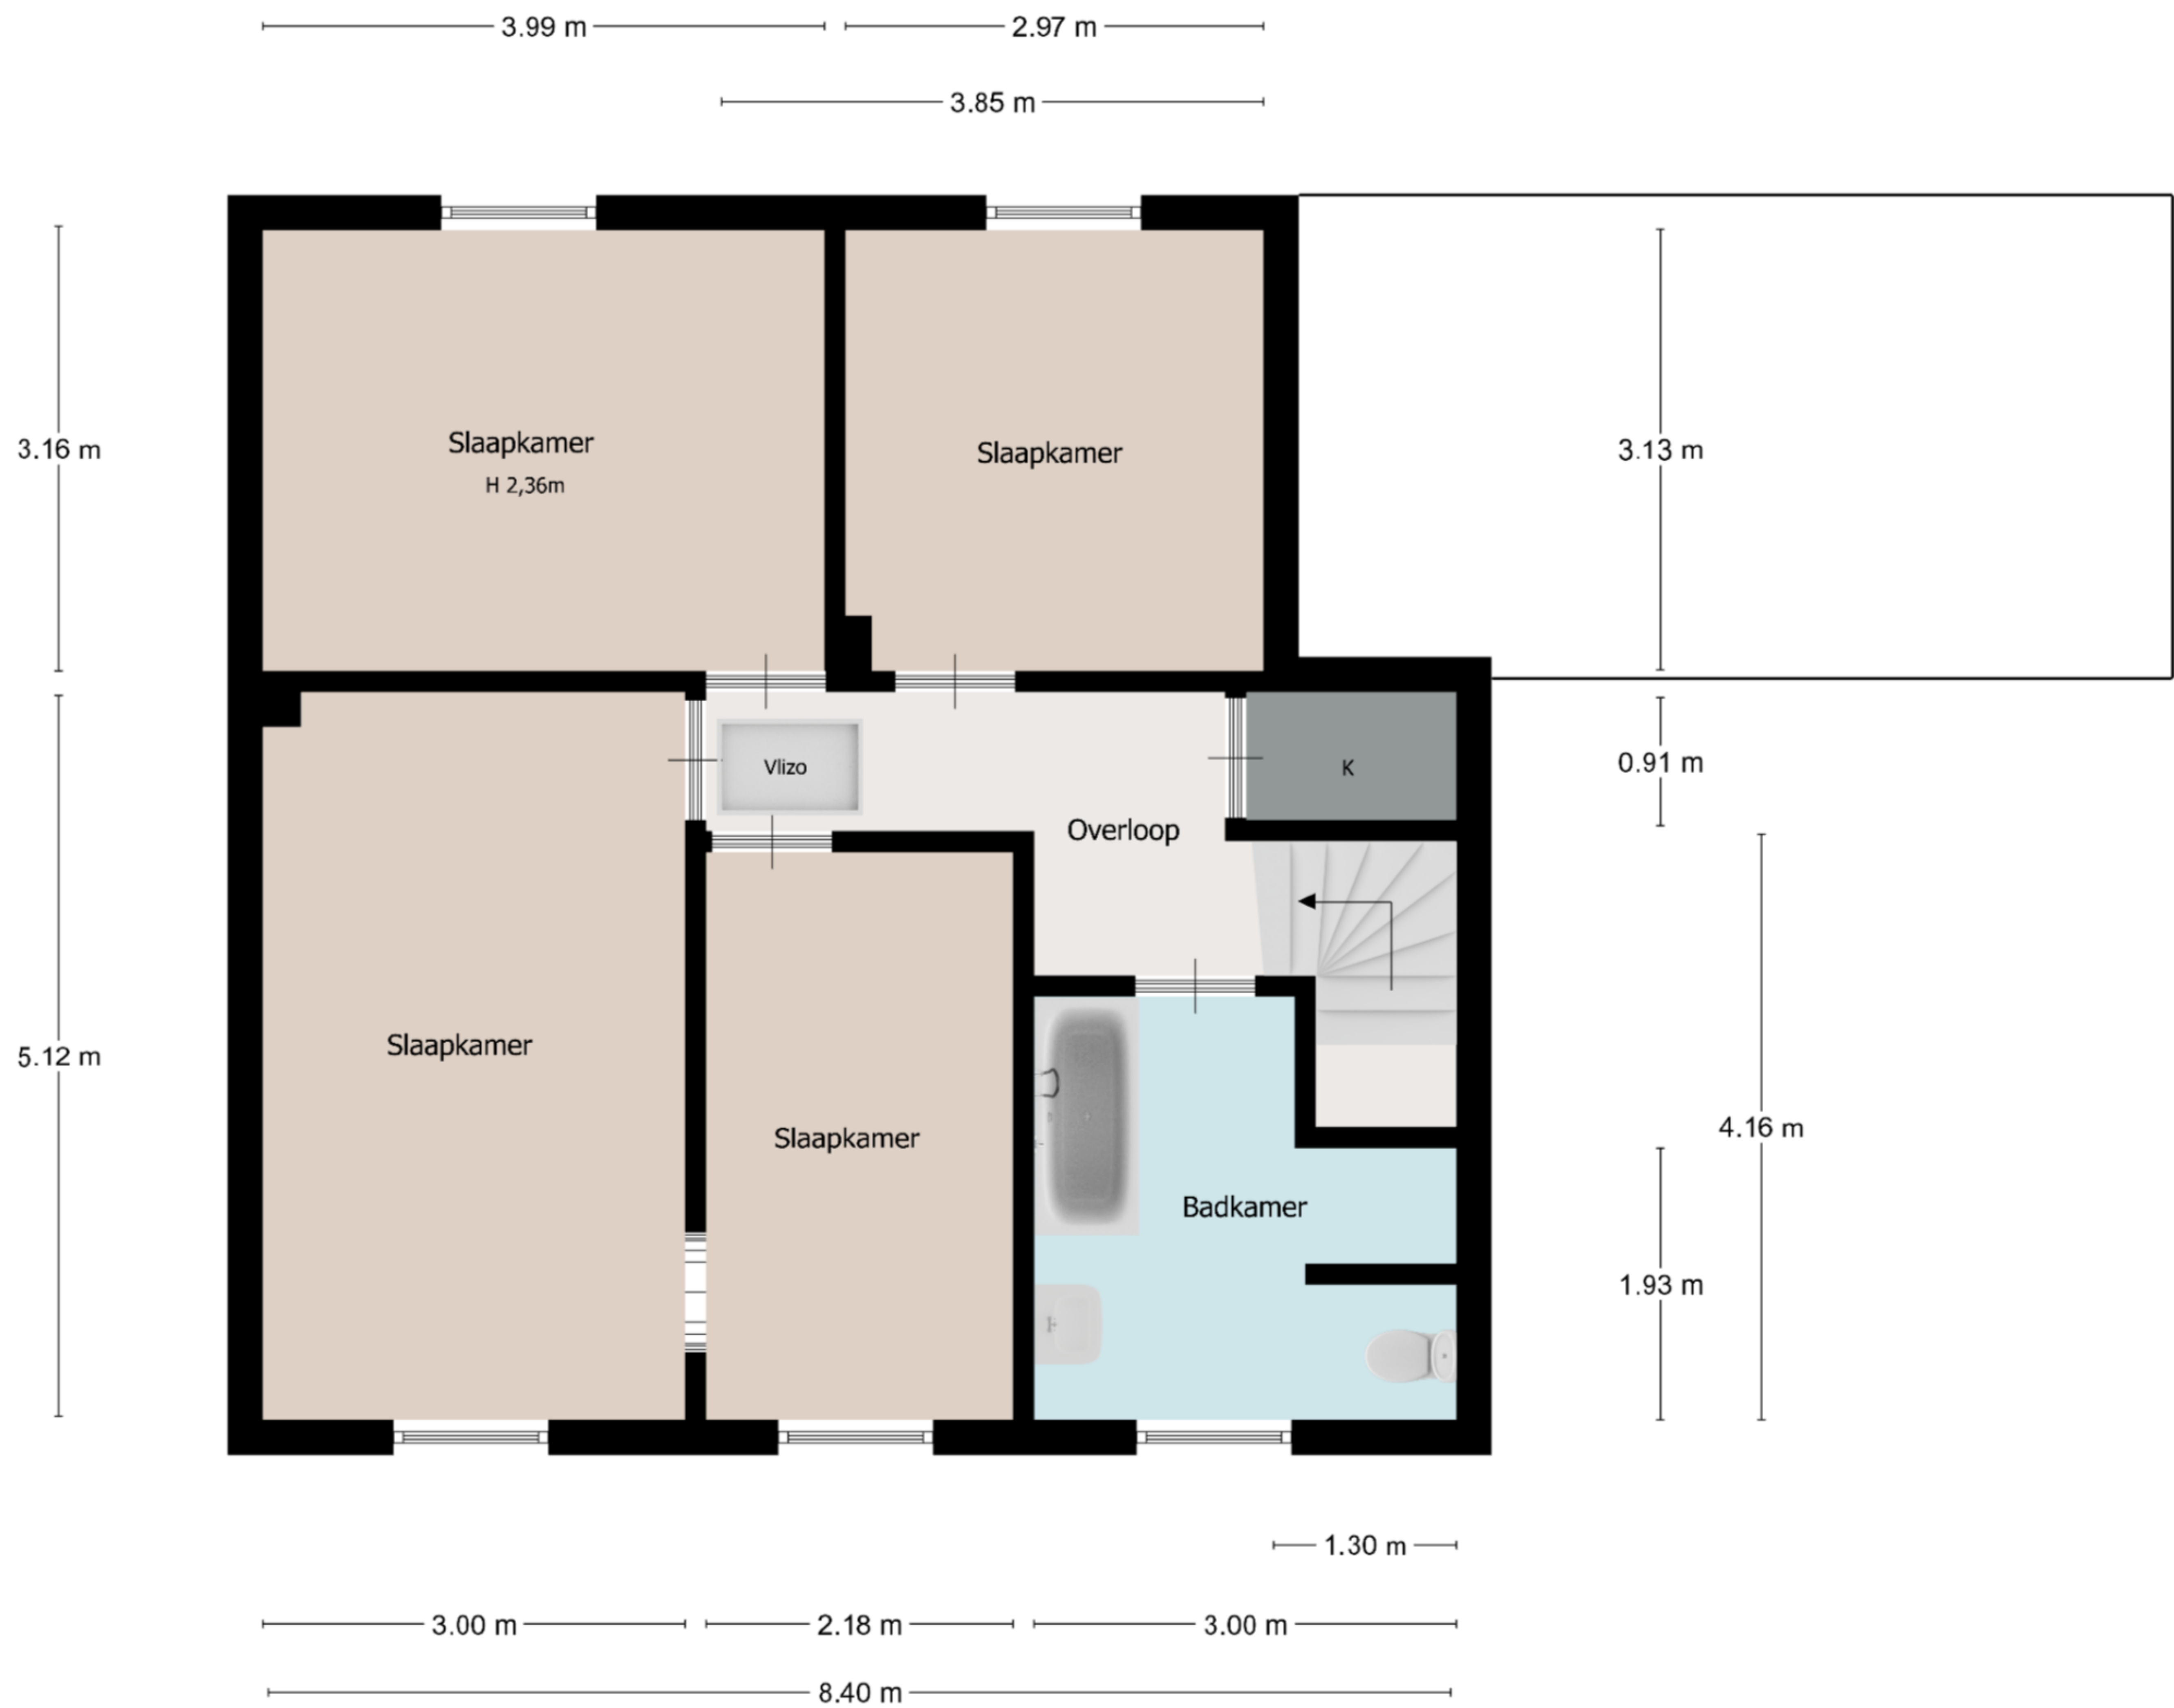 3.99 m
2.97 m
3.85 m
Slaapkamer
H 2,36m
Slaapkamer
3.16 m
3.13 m
Vlizo
K
0.91 m
Overloop
Slaapkamer
5.12 m
Slaapkamer
4.16 m
Badkamer
1.93 m
1.30 m
3.00 m
2.18 m
3.00 m
8.40 m